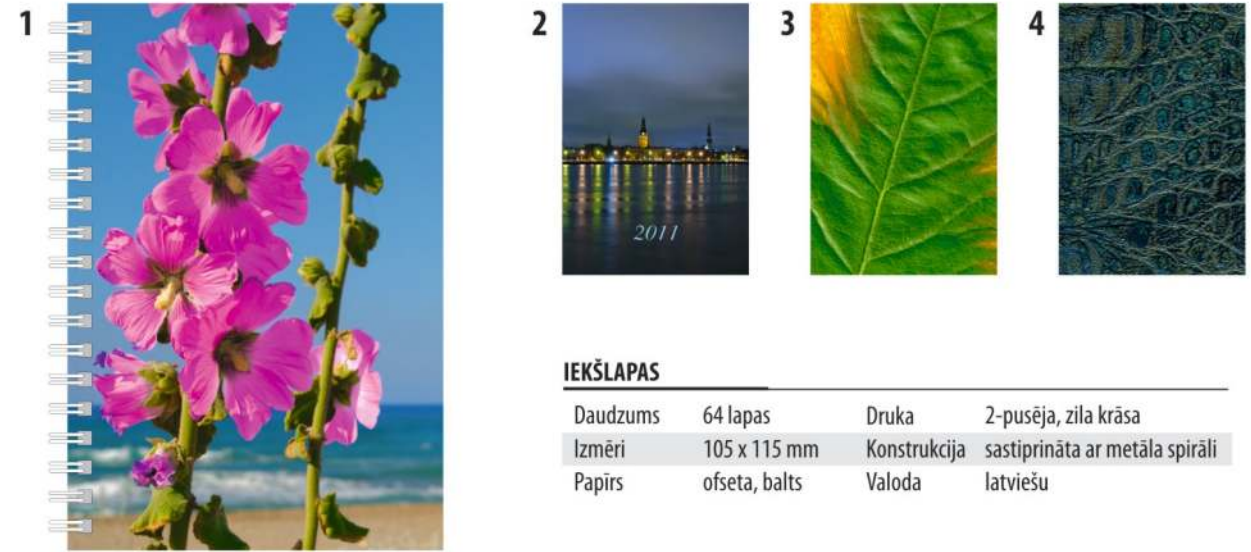 1
2
3
4
2011
IEKŠLAPAS
Daudzums 64 lapas Druka 2-pusēja, zila krāsa
Izmēri 105 x 115 mm Konstrukcija sastiprināta ar metāla spirāli
Papīrs ofseta, balts Valoda latviešu